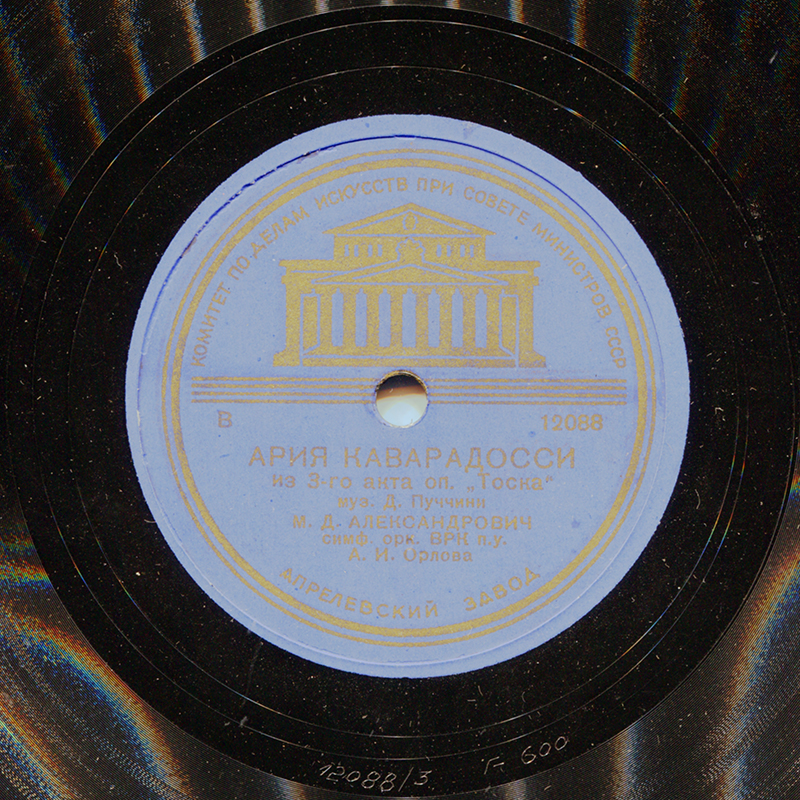 КОМИТЕТ ПО ДЕЛАМ ИСКУССТВ ПРИ СОВЕТЕ МИНИСТРОВ СССР
В 12088
АРИЯ КАВАРАДОССИ
из 3-го акта оп. „Тоска“
муз. Д. Пуччини
М. Д. АЛЕКСАНДРОВИЧ
симф. орк. ВРК п.у.
А. И. Орлова
АПРЕЛЕВСКИЙ ЗАВОД
12088/3 Г 600